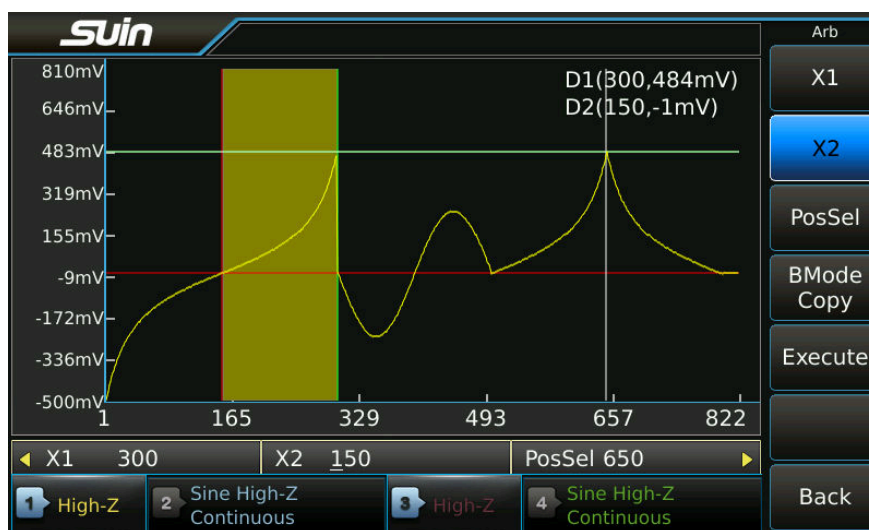 SUin
Arb
810mV
D1(300,484mV)
X1
646mV
D2(150,-1mV)
483mV
X2
319mV
155mV
PosSel
-9mV
BMode
Copy
-172mV
-336mV
Execute
-500mV
1 165 329 493 657 822
X1 300 X2 150 PosSel 650
1 High-Z
2 Sine High-Z
Continuous
3 High-Z
4 Sine High-Z
Continuous
Back